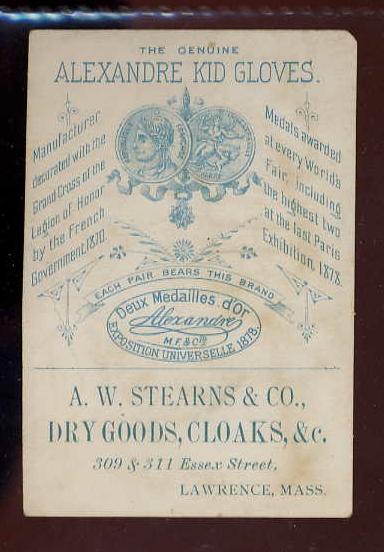 THE GENUINE
ALEXANDRE KID GLOVES.
Manufacturer
decorated with the
Grand Cross of the
Legion of Honor
by the French
Government, 1870.
Medals awarded
at every Worlds
Fair, including
the highest two
at the last Paris
Exhibition, 1878.
EACH PAIR BEARS THIS BRAND
Deux Medailles d'or
Alexandre
M.F. & Cie
EXPOSITION UNIVERSELLE, 1878.
A. W. STEARNS & CO.,
DRY GOODS, CLOAKS, &c.
309 & 311 Essex Street,
LAWRENCE, MASS.